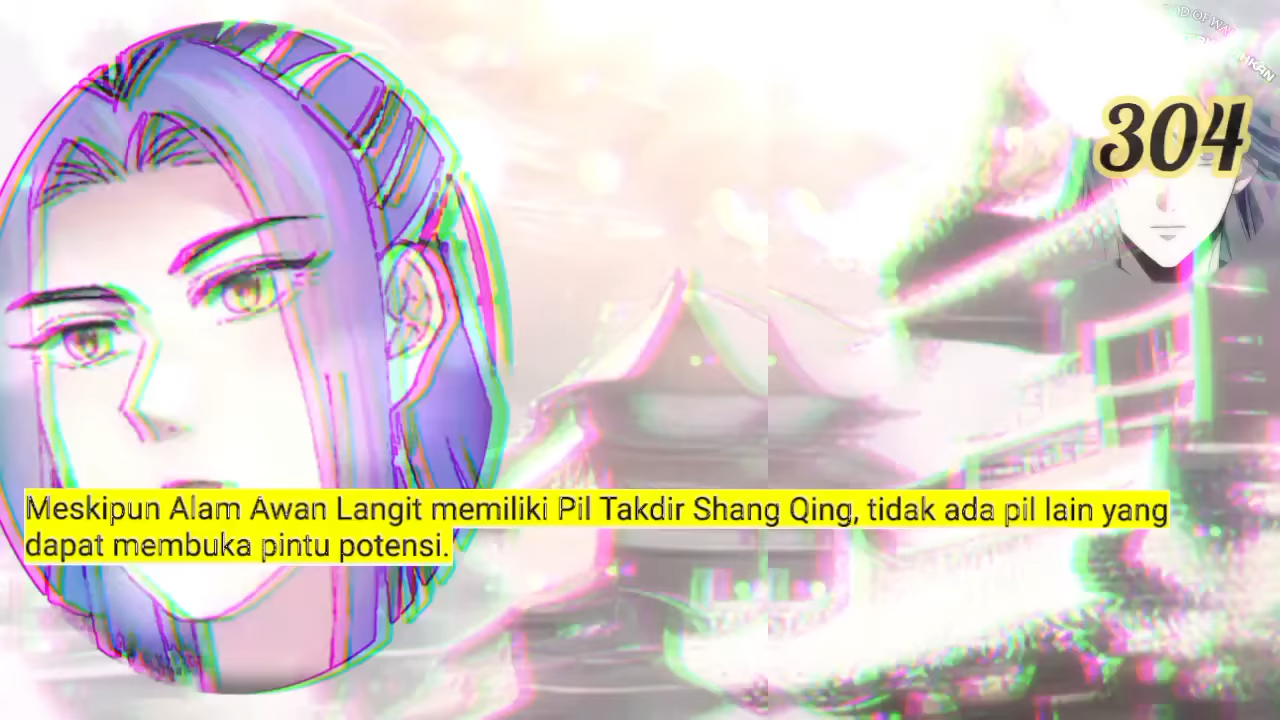 304
Meskipun Alam Awan Langit memiliki Pil Takdir Shang Qing, tidak ada pil lain yang
dapat membuka pintu potensi.